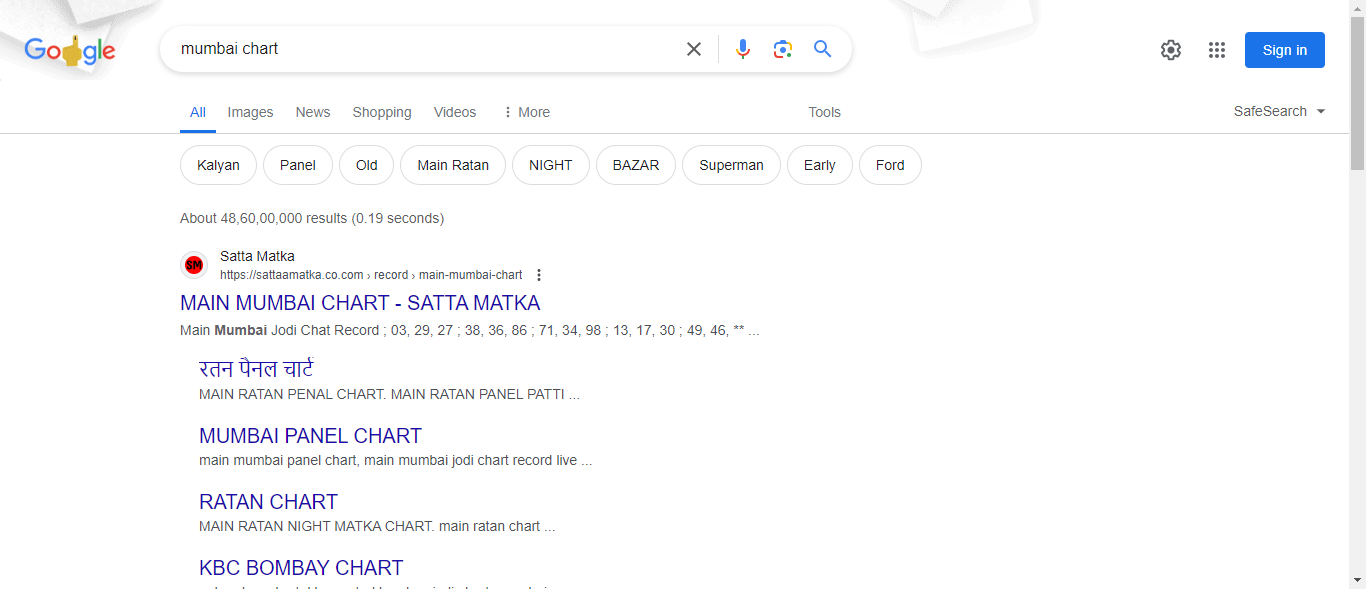 Google
mumbai chart
Sign in
All Images News Shopping Videos More Tools SafeSearch
Kalyan Panel Old Main Ratan NIGHT BAZAR Superman Early Ford
About 48,60,00,000 results (0.19 seconds)
SM
Satta Matka
https://sattaamatka.co.com › record › main-mumbai-chart
MAIN MUMBAI CHART - SATTA MATKA
Main Mumbai Jodi Chat Record ; 03, 29, 27 ; 38, 36, 86 ; 71, 34, 98 ; 13, 17, 30 ; 49, 46, ** ...
रतन पैनल चार्ट
MAIN RATAN PENAL CHART. MAIN RATAN PANEL PATTI ...
MUMBAI PANEL CHART
main mumbai panel chart, main mumbai jodi chart record live ...
RATAN CHART
MAIN RATAN NIGHT MATKA CHART. main ratan chart ...
KBC BOMBAY CHART